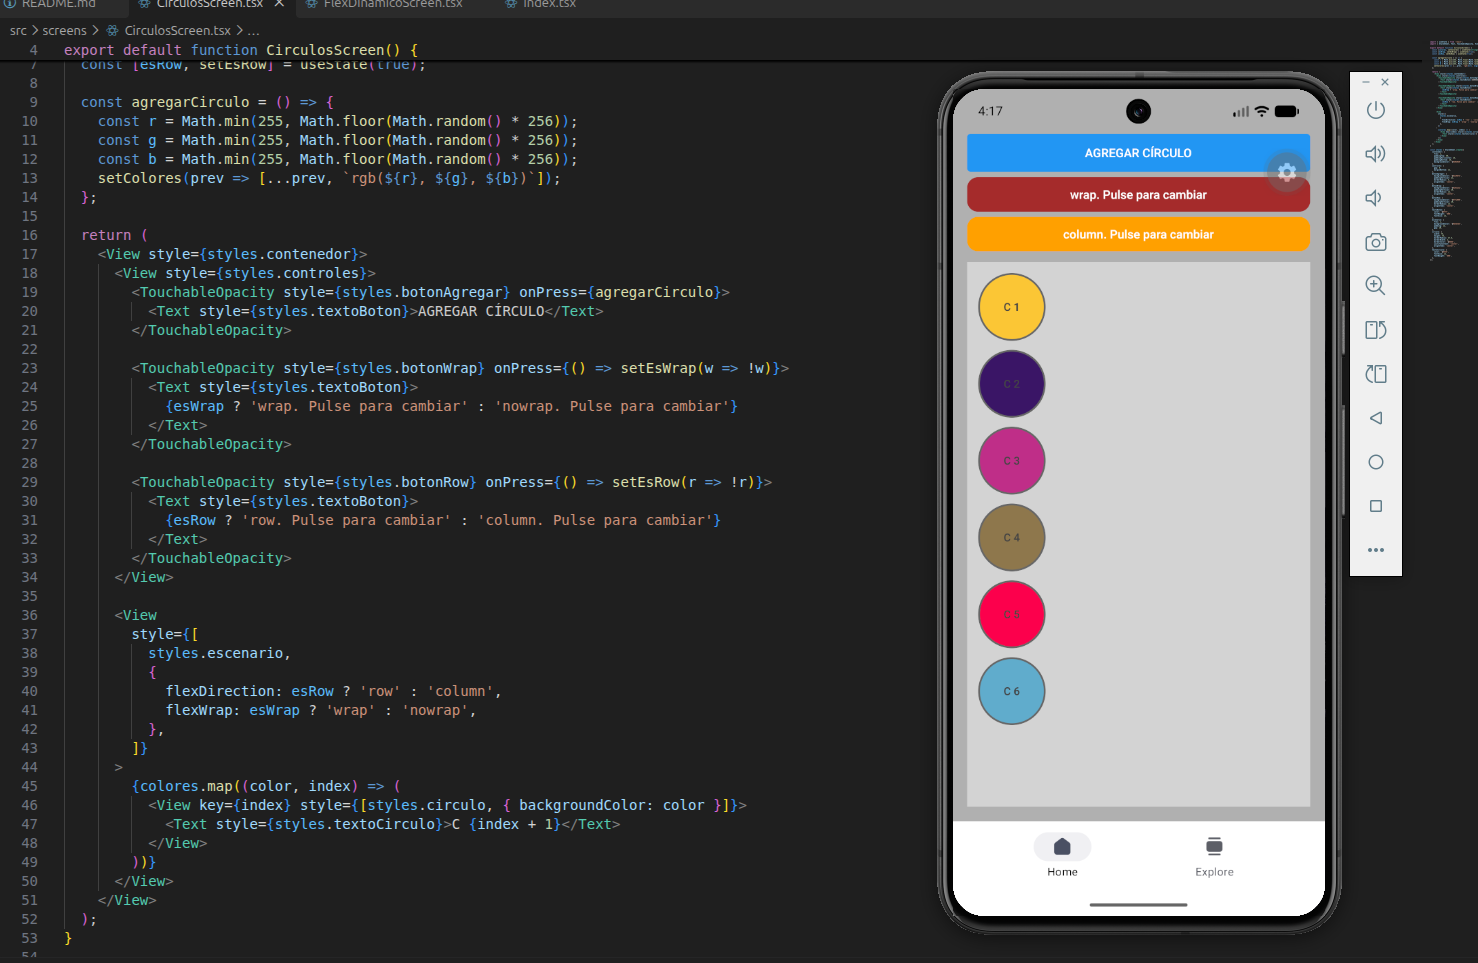 README.md CirculosScreen.tsx FlexDinamicoScreen.tsx index.tsx
src > screens > CirculosScreen.tsx > ...
4 export default function CirculosScreen() {
7 const [esRow, setEsRow] = useState(true);
8
9 const agregarCirculo = () => {
10 const r = Math.min(255, Math.floor(Math.random() * 256));
11 const g = Math.min(255, Math.floor(Math.random() * 256));
12 const b = Math.min(255, Math.floor(Math.random() * 256));
13 setColores(prev => [...prev, `rgb(${r}, ${g}, ${b})`]);
14 };
15
16 return (
17 <View style={styles.contenedor}>
18 <View style={styles.controles}>
19 <TouchableOpacity style={styles.botonAgregar} onPress={agregarCirculo}>
20 <Text style={styles.textoBoton}>AGREGAR CÍRCULO</Text>
21 </TouchableOpacity>
22
23 <TouchableOpacity style={styles.botonWrap} onPress={() => setEsWrap(w => !w)}>
24 <Text style={styles.textoBoton}>
25 {esWrap ? 'wrap. Pulse para cambiar' : 'nowrap. Pulse para cambiar'}
26 </Text>
27 </TouchableOpacity>
28
29 <TouchableOpacity style={styles.botonRow} onPress={() => setEsRow(r => !r)}>
30 <Text style={styles.textoBoton}>
31 {esRow ? 'row. Pulse para cambiar' : 'column. Pulse para cambiar'}
32 </Text>
33 </TouchableOpacity>
34 </View>
35
36 <View
37 style={[
38 styles.escenario,
39 {
40 flexDirection: esRow ? 'row' : 'column',
41 flexWrap: esWrap ? 'wrap' : 'nowrap',
42 },
43 ]}
44 >
45 {colores.map((color, index) => (
46 <View key={index} style={[styles.circulo, { backgroundColor: color }]}>
47 <Text style={styles.textoCirculo}>C {index + 1}</Text>
48 </View>
49 ))}
50 </View>
51 </View>
52 );
53 }
54
4:17
AGREGAR CÍRCULO
wrap. Pulse para cambiar
column. Pulse para cambiar
C 1
C 2
C 3
C 4
C 5
C 6
Home Explore